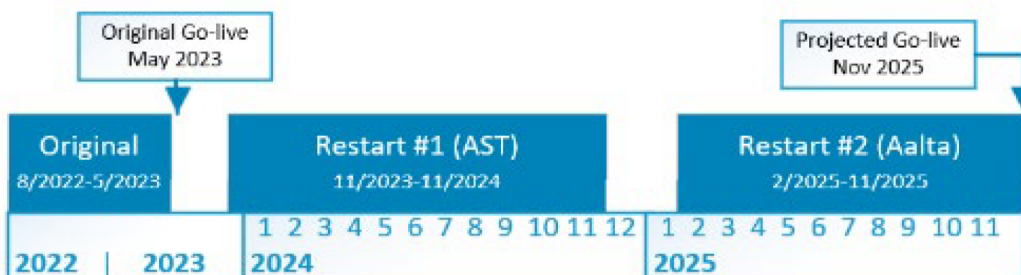 Original Go-live
May 2023
Projected Go-live
Nov 2025
Original
8/2022-5/2023
Restart #1 (AST)
11/2023-11/2024
Restart #2 (Aalta)
2/2025-11/2025
1 2 3 4 5 6 7 8 9 10 11 12
1 2 3 4 5 6 7 8 9 10 11
2022 | 2023
2024
2025